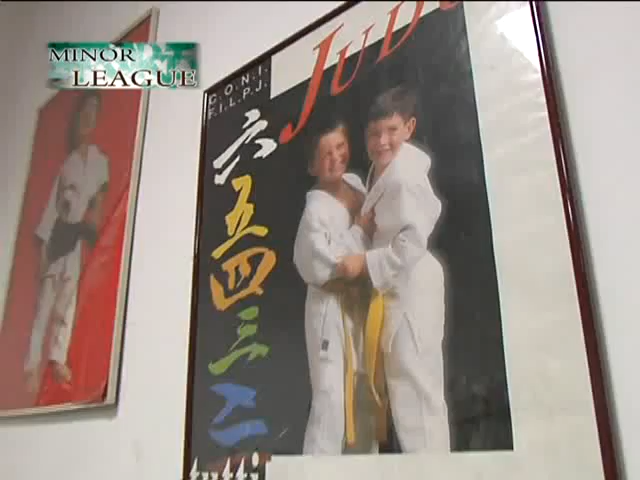 MINOR
LEAGUE
C.O.N.I.
F.I.L.P.J.
JUDO
六
五
四
三
二
tutti